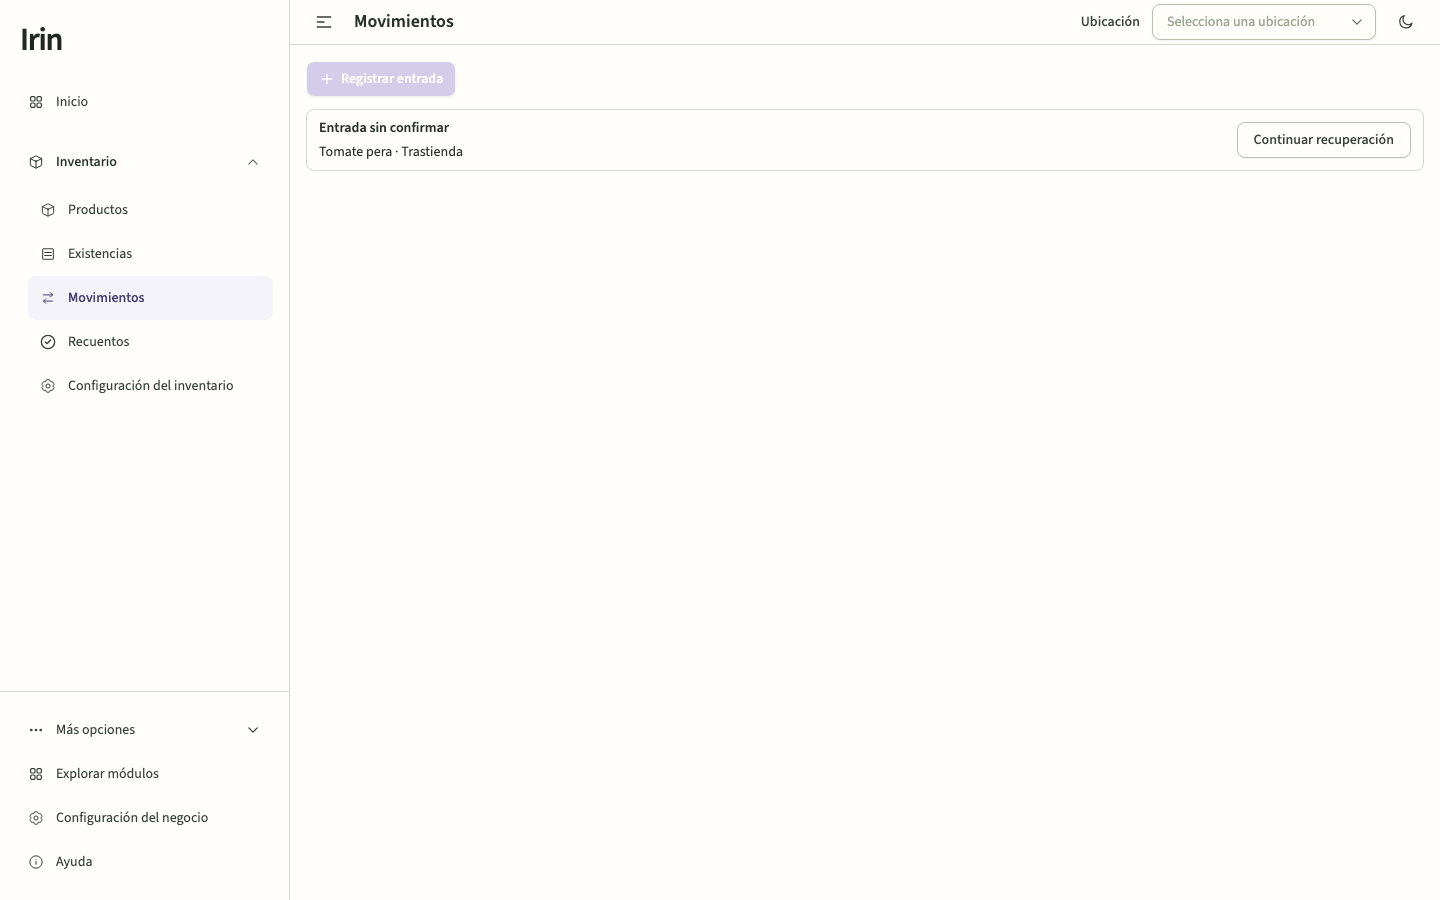 Irin
Inicio
Inventario
Productos
Existencias
Movimientos
Recuentos
Configuración del inventario
Más opciones
Explorar módulos
Configuración del negocio
Ayuda
Movimientos
Ubicación
Selecciona una ubicación
Registrar entrada
Entrada sin confirmar
Tomate pera · Trastienda
Continuar recuperación